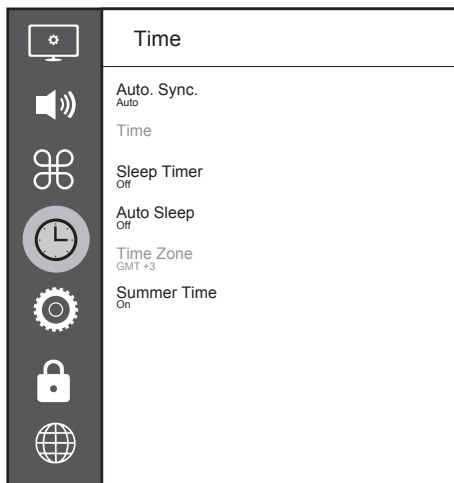 Time
Auto. Sync.
Auto
Time
Sleep Timer
Off
Auto Sleep
Off
Time Zone
GMT +3
Summer Time
On